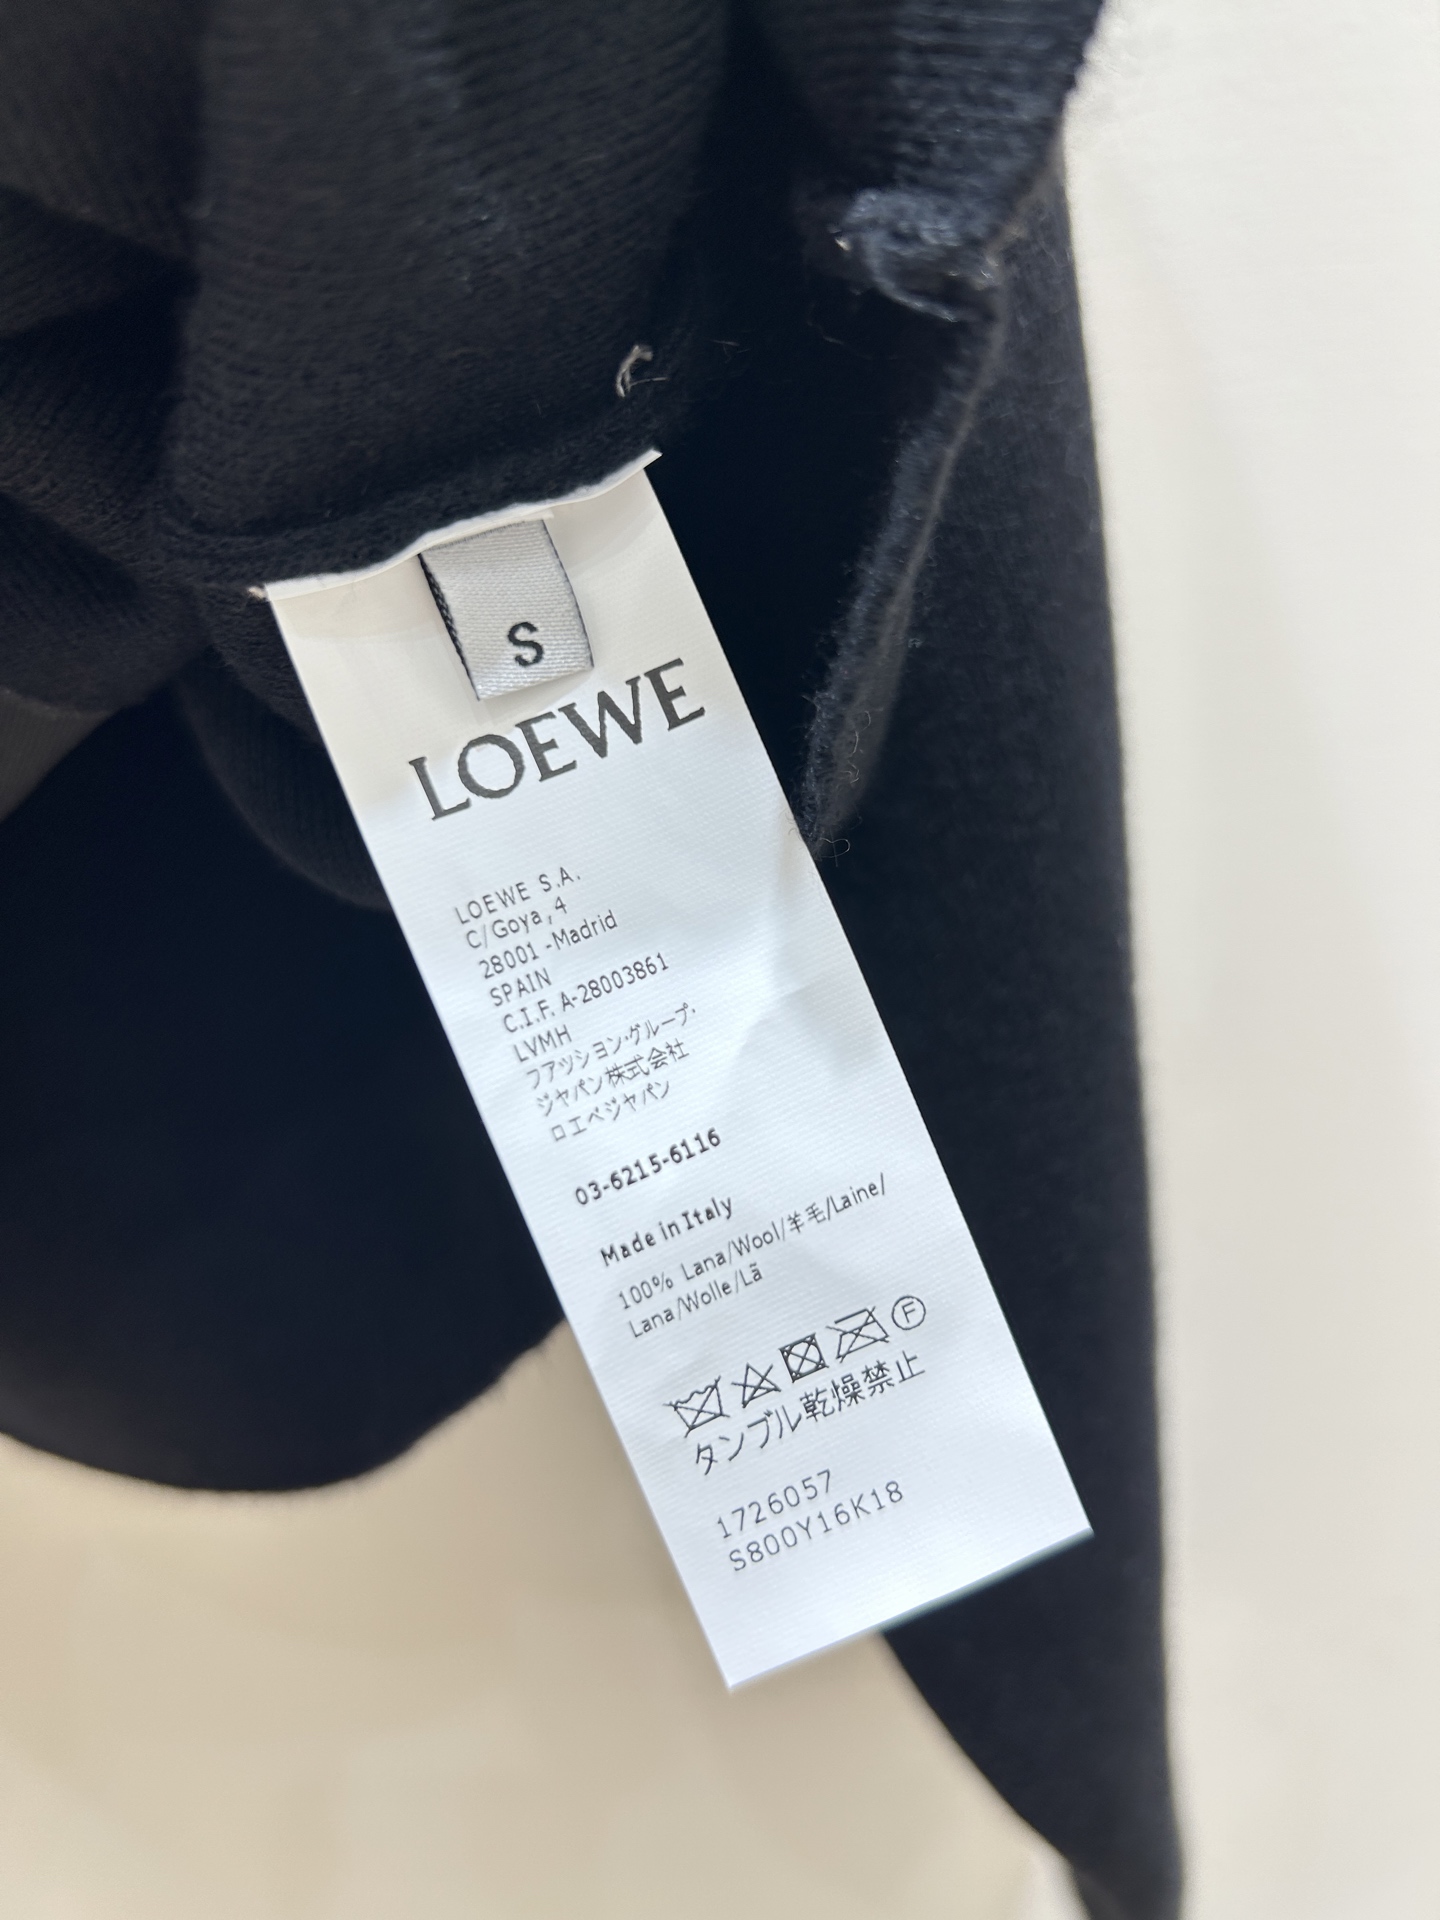 S
LOEWE
LOEWE S.A.
C/Goya,4
28001 -Madrid
SPAIN
C.I.F. A-28003861
LVMH
ファッション・グループ・
ジャパン株式会社
ロエベジャパン
03-6215-6116
Made in Italy
100% Lana/Wool/羊毛/Laine/
Lana/Wolle/Lã
F
タンブル乾燥禁止
1726057
S800Y16K18